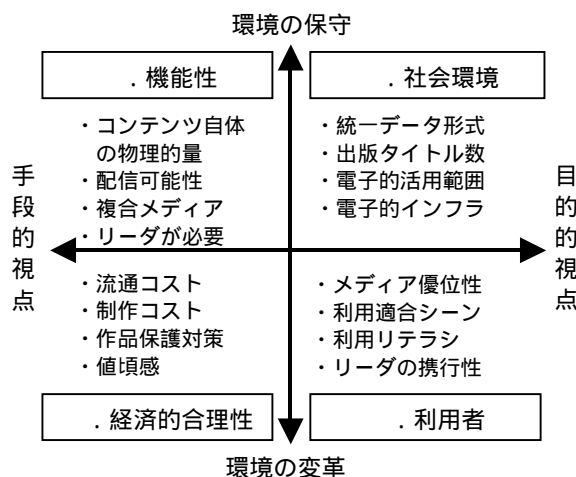 環境の保守
．機能性
．社会環境
・コンテンツ自体
の物理的量
・配信可能性
・複合メディア
・リーダが必要
・統一データ形式
・出版タイトル数
・電子的活用範囲
・電子的インフラ
手段的視点
目的的視点
・流通コスト
・制作コスト
・作品保護対策
・値頃感
・メディア優位性
・利用適合シーン
・利用リテラシ
・リーダの携行性
．経済的合理性
．利用者
環境の変革